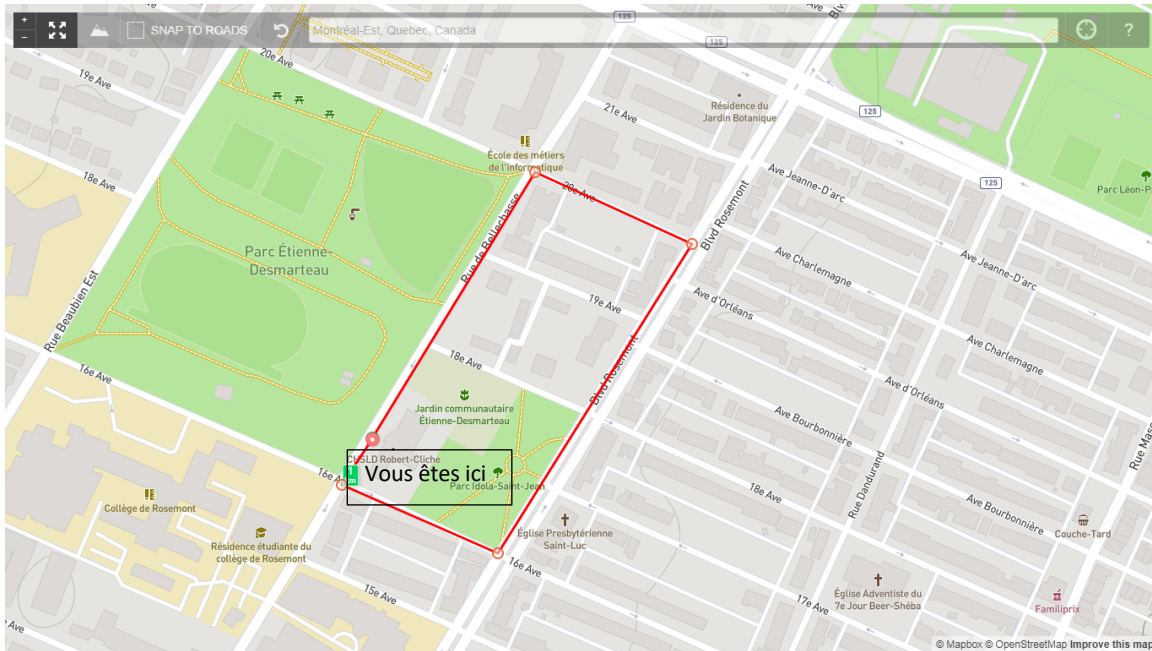 +
−
SNAP TO ROADS
Montréal-Est, Quebec, Canada
?
125
125
125
125
20e Ave
19e Ave
18e Ave
Résidence du
Jardin Botanique
21e Ave
École des métiers
de l'informatique
20e Ave
Ave Jeanne-D'arc
Parc Léon-P
Rue de Bellechasse
Blvd Rosemont
Parc Étienne-
Desmarteau
Ave Charlemagne
Ave Jeanne-D'arc
Ave d'Orléans
19e Ave
Rue Beaubien Est
18e Ave
Blvd Rosemont
Ave Charlemagne
16e Ave
Ave d'Orléans
Jardin communautaire
Étienne-Desmarteau
Ave Bourbonnière
Rue Mass
CHSLD Robert-Cliche
1
m
Vous êtes ici
16e A
Parc Idola-Saint-Jean
Rue Dandurand
18e Ave
Ave Bourbonnière
Collège de Rosemont
Église Presbytérienne
Saint-Luc
Couche-Tard
Résidence étudiante du
collège de Rosemont
16e Ave
15e Ave
17e Ave
Église Adventiste du
7e Jour Beer-Shéba
Familiprix
Ave
© Mapbox © OpenStreetMap Improve this map